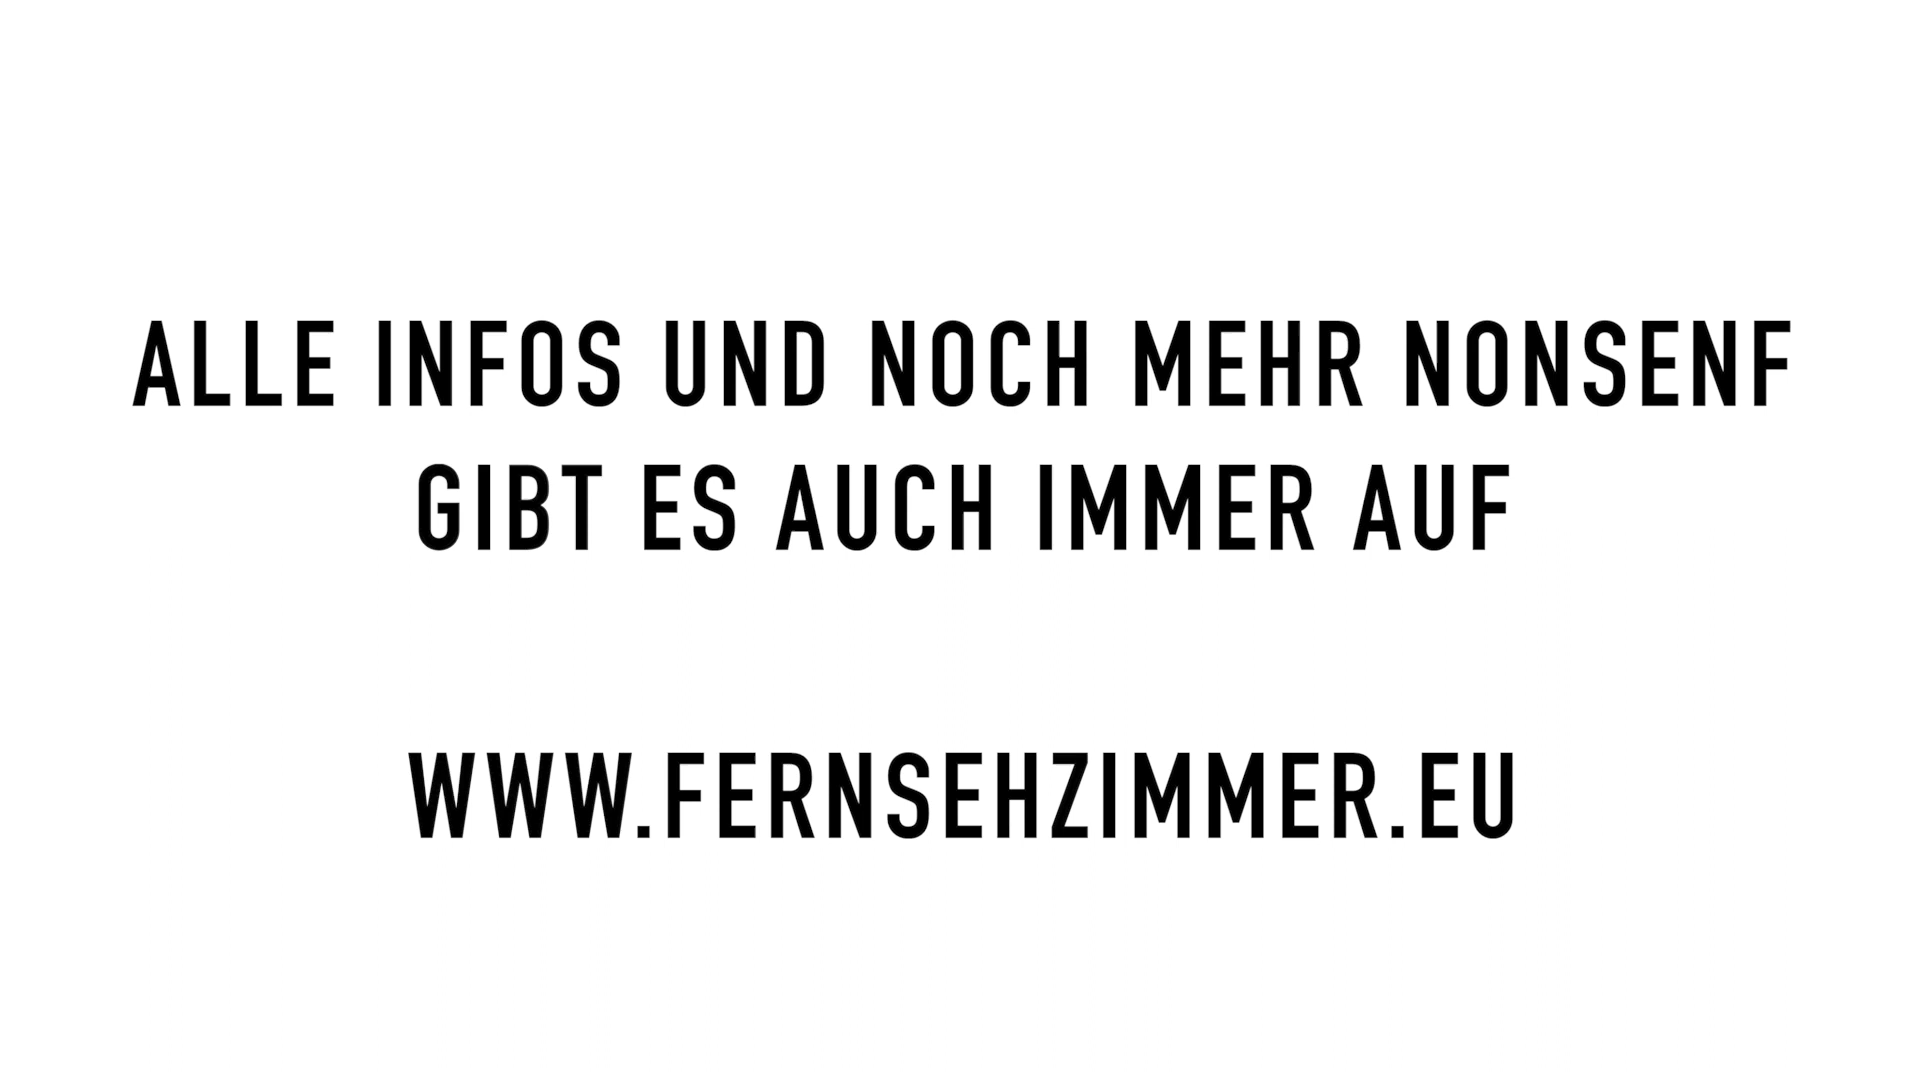 ALLE INFOS UND NOCH MEHR NONSENF
GIBT ES AUCH IMMER AUF
WWW.FERNSEHZIMMER.EU